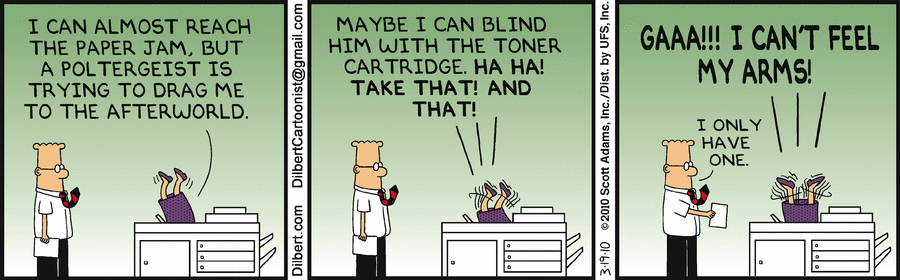 I CAN ALMOST REACH
THE PAPER JAM, BUT
A POLTERGEIST IS
TRYING TO DRAG ME
TO THE AFTERWORLD.
Dilbert.com DilbertCartoonist@gmail.com
MAYBE I CAN BLIND
HIM WITH THE TONER
CARTRIDGE. HA HA!
TAKE THAT! AND
THAT!
3-19-10 © 2010 Scott Adams, Inc./Dist. by UFS, Inc.
GAAA!!! I CAN'T FEEL
MY ARMS!
I ONLY
HAVE
ONE.